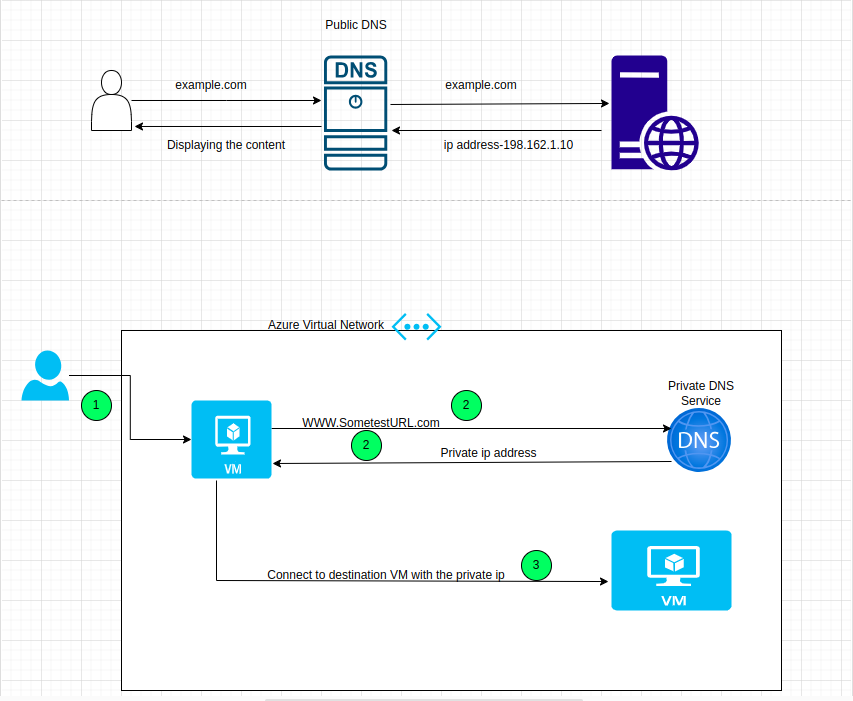 Public DNS
DNS
example.com
example.com
Displaying the content
ip address-198.162.1.10
Azure Virtual Network
1
VM
WWW.SometestURL.com
2
2
Private ip address
Private DNS
Service
DNS
Connect to destination VM with the private ip
3
VM